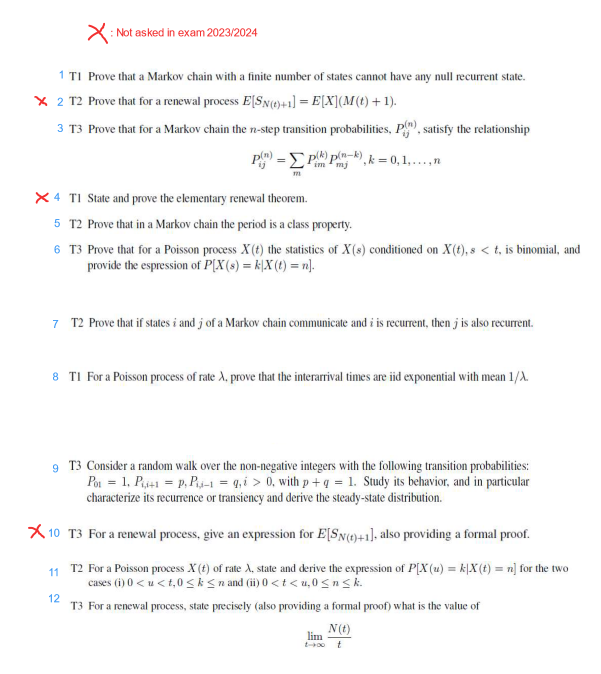 X : Not asked in exam 2023/2024
1 T1 Prove that a Markov chain with a finite number of states cannot have any null recurrent state.
X 2 T2 Prove that for a renewal process E[S_{N(t)+1}] = E[X](M(t) + 1).
3 T3 Prove that for a Markov chain the n-step transition probabilities, P_{ij}^{(n)}, satisfy the relationship
P_{ij}^{(n)} = ∑_m P_{im}^{(k)} P_{mj}^{(n-k)}, k = 0, 1, . . . , n
X 4 T1 State and prove the elementary renewal theorem.
5 T2 Prove that in a Markov chain the period is a class property.
6 T3 Prove that for a Poisson process X(t) the statistics of X(s) conditioned on X(t), s < t, is binomial, and
provide the espression of P[X(s) = k|X(t) = n].
7 T2 Prove that if states i and j of a Markov chain communicate and i is recurrent, then j is also recurrent.
8 T1 For a Poisson process of rate λ, prove that the interarrival times are iid exponential with mean 1/λ.
9 T3 Consider a random walk over the non-negative integers with the following transition probabilities:
P_{01} = 1, P_{i,i+1} = p, P_{i,i-1} = q, i > 0, with p + q = 1. Study its behavior, and in particular
characterize its recurrence or transiency and derive the steady-state distribution.
X 10 T3 For a renewal process, give an expression for E[S_{N(t)+1}], also providing a formal proof.
11 T2 For a Poisson process X(t) of rate λ, state and derive the expression of P[X(u) = k|X(t) = n] for the two
cases (i) 0 < u < t, 0 ≤ k ≤ n and (ii) 0 < t < u, 0 ≤ n ≤ k.
12 T3 For a renewal process, state precisely (also providing a formal proof) what is the value of
lim_{t→∞} N(t)/t